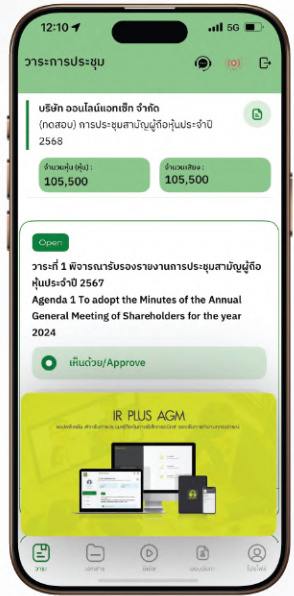 12:10
5G
วาระการประชุม
บริษัท ออนไลน์แอทเซ็ท จำกัด
(ทดสอบ) การประชุมสามัญผู้ถือหุ้นประจำปี
2568
จำนวนหุ้น (หุ้น) :
105,500
จำนวนเสียง :
105,500
Open
วาระที่ 1 พิจารณารับรองรายงานการประชุมสามัญผู้ถือ
หุ้นประจำปี 2567
Agenda 1 To adopt the Minutes of the Annual
General Meeting of Shareholders for the year
2024
เห็นด้วย/Approve
IR PLUS AGM
วาระ
เอกสาร
โปรไฟล์